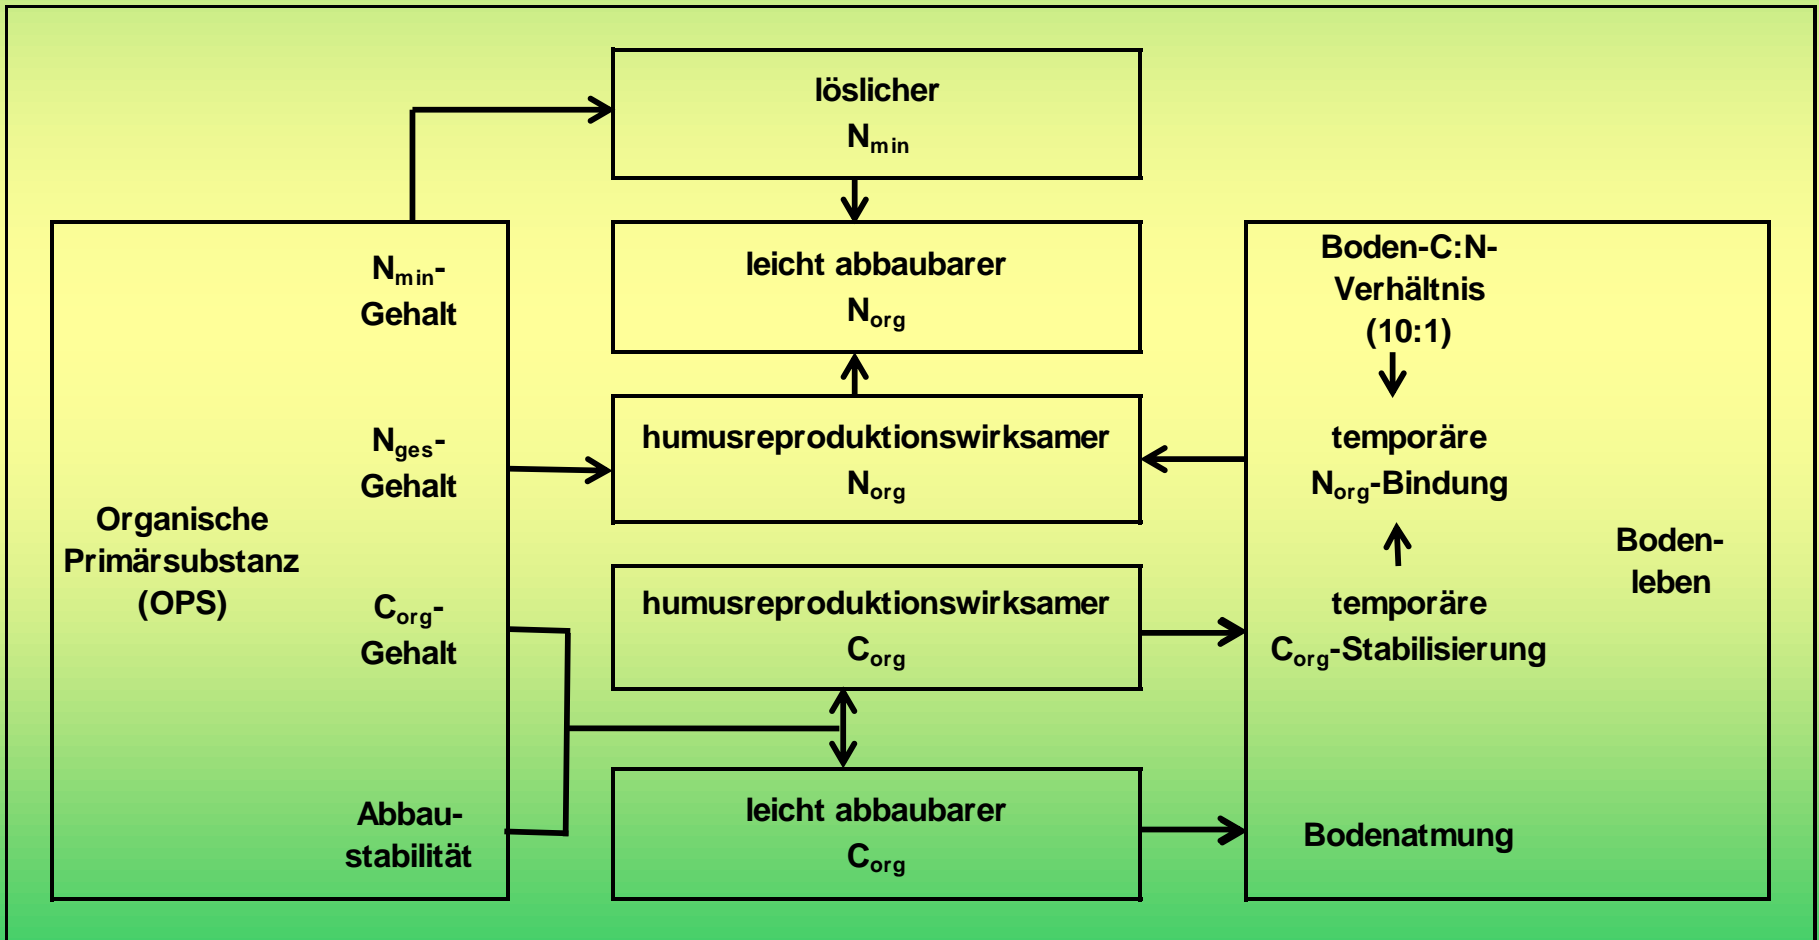 löslicher
Nmin
Nmin-
Gehalt
leicht abbaubarer
Norg
Boden-C:N-
Verhältnis
(10:1)
Nges-
Gehalt
humusreproduktionswirksamer
Norg
temporäre
Norg-Bindung
Organische
Primärsubstanz
(OPS)
Boden-
leben
Corg-
Gehalt
humusreproduktionswirksamer
Corg
temporäre
Corg-Stabilisierung
Abbau-
stabilität
leicht abbaubarer
Corg
Bodenatmung